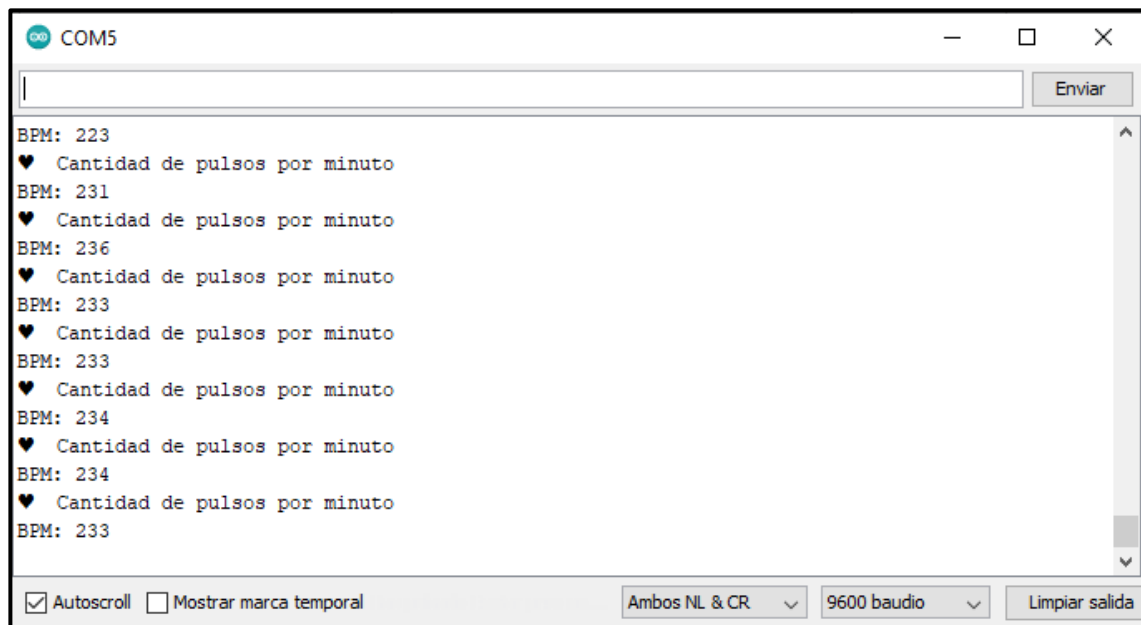 COM5
Enviar
BPM: 223
♥ Cantidad de pulsos por minuto
BPM: 231
♥ Cantidad de pulsos por minuto
BPM: 236
♥ Cantidad de pulsos por minuto
BPM: 233
♥ Cantidad de pulsos por minuto
BPM: 233
♥ Cantidad de pulsos por minuto
BPM: 234
♥ Cantidad de pulsos por minuto
BPM: 234
♥ Cantidad de pulsos por minuto
BPM: 233
Autoscroll Mostrar marca temporal Ambos NL & CR 9600 baudio Limpiar salida